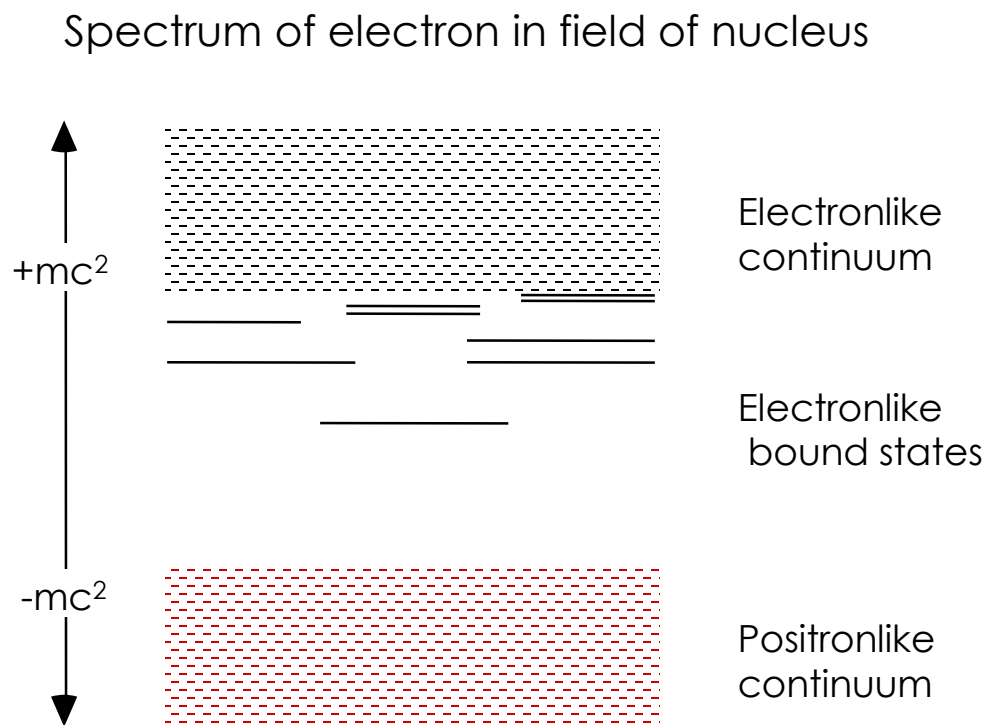 Spectrum of electron in field of nucleus
+mc²
Electronlike
continuum
Electronlike
bound states
-mc²
Positronlike
continuum